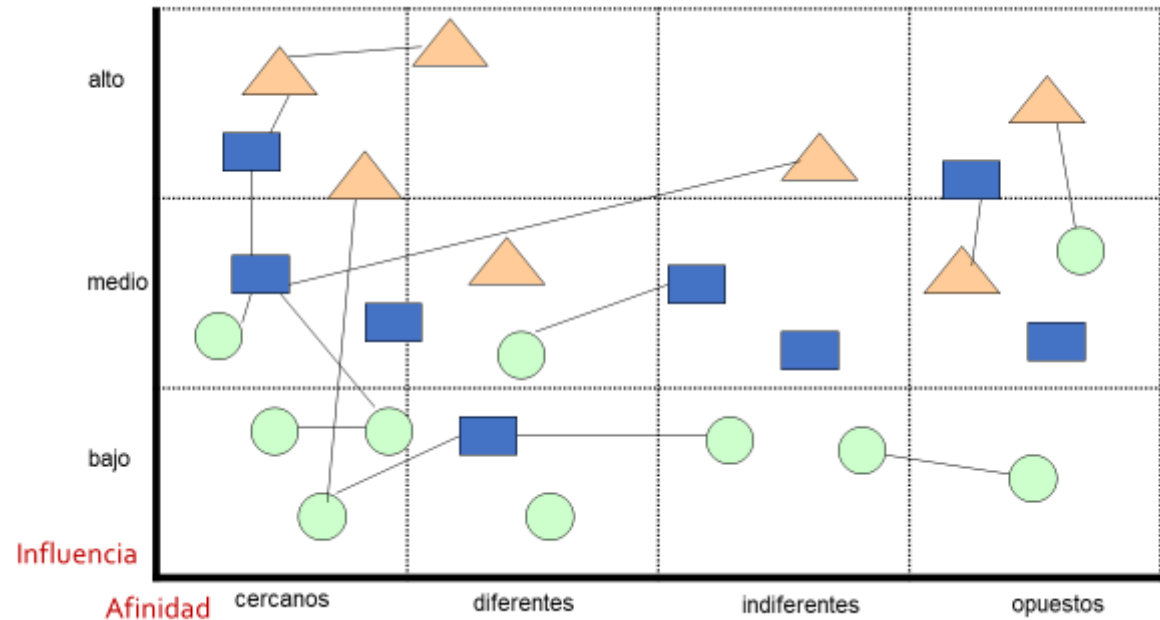 alto
medio
bajo
Influencia
Afinidad
cercanos
diferentes
indiferentes
opuestos